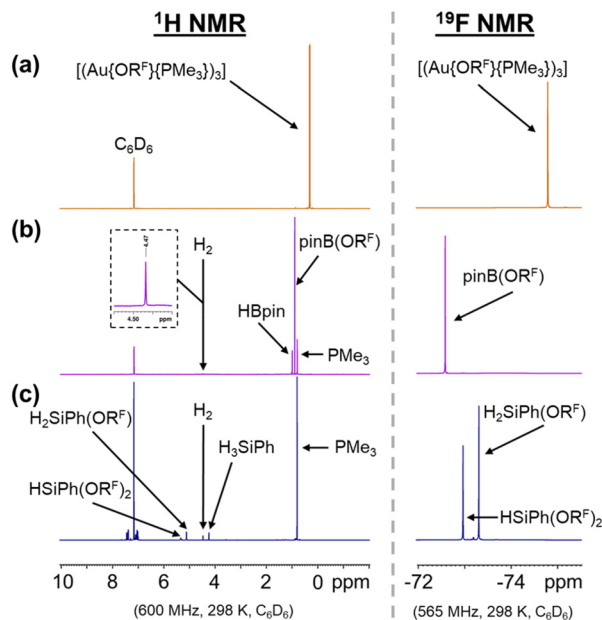 ¹H NMR
¹⁹F NMR
(a)
[(Au{ORᶠ}{PMe₃})₃]
C₆D₆
[(Au{ORᶠ}{PMe₃})₃]
(b)
4.47
4.50 ppm
H₂
pinB(ORᶠ)
HBpin
PMe₃
pinB(ORᶠ)
(c)
H₂SiPh(ORᶠ)
HSiPh(ORᶠ)₂
H₂
H₃SiPh
PMe₃
H₂SiPh(ORᶠ)
HSiPh(ORᶠ)₂
10 8 6 4 2 0 ppm
-72 -74 ppm
(600 MHz, 298 K, C₆D₆)
(565 MHz, 298 K, C₆D₆)